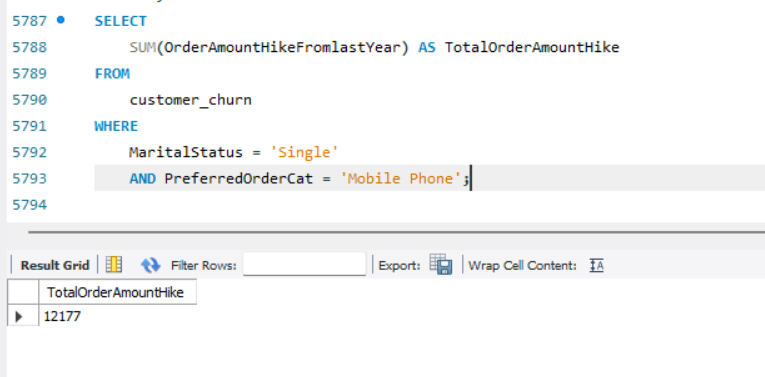 5787 SELECT
5788 SUM(OrderAmountHikeFromlastYear) AS TotalOrderAmountHike
5789 FROM
5790 customer_churn
5791 WHERE
5792 MaritalStatus = 'Single'
5793 AND PreferredOrderCat = 'Mobile Phone';
5794
Result Grid Filter Rows: Export: Wrap Cell Content: IA
TotalOrderAmountHike
12177